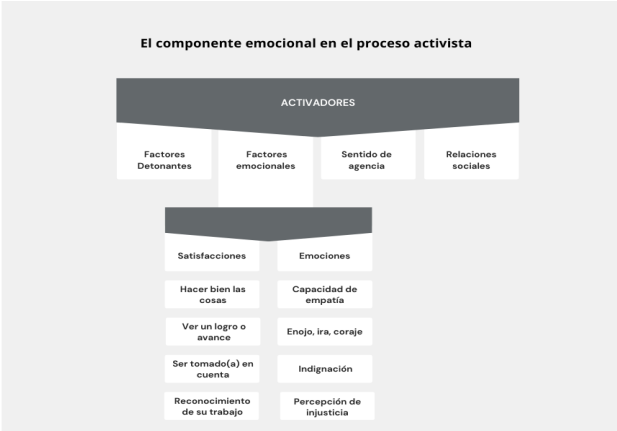 El componente emocional en el proceso activista
ACTIVADORES
Factores
Detonantes
Factores
emocionales
Sentido de
agencia
Relaciones
sociales
Satisfacciones
Emociones
Hacer bien las
cosas
Capacidad de
empatía
Ver un logro o
avance
Enojo, ira, coraje
Ser tomado(a) en
cuenta
Indignación
Reconocimiento
de su trabajo
Percepción de
injusticia